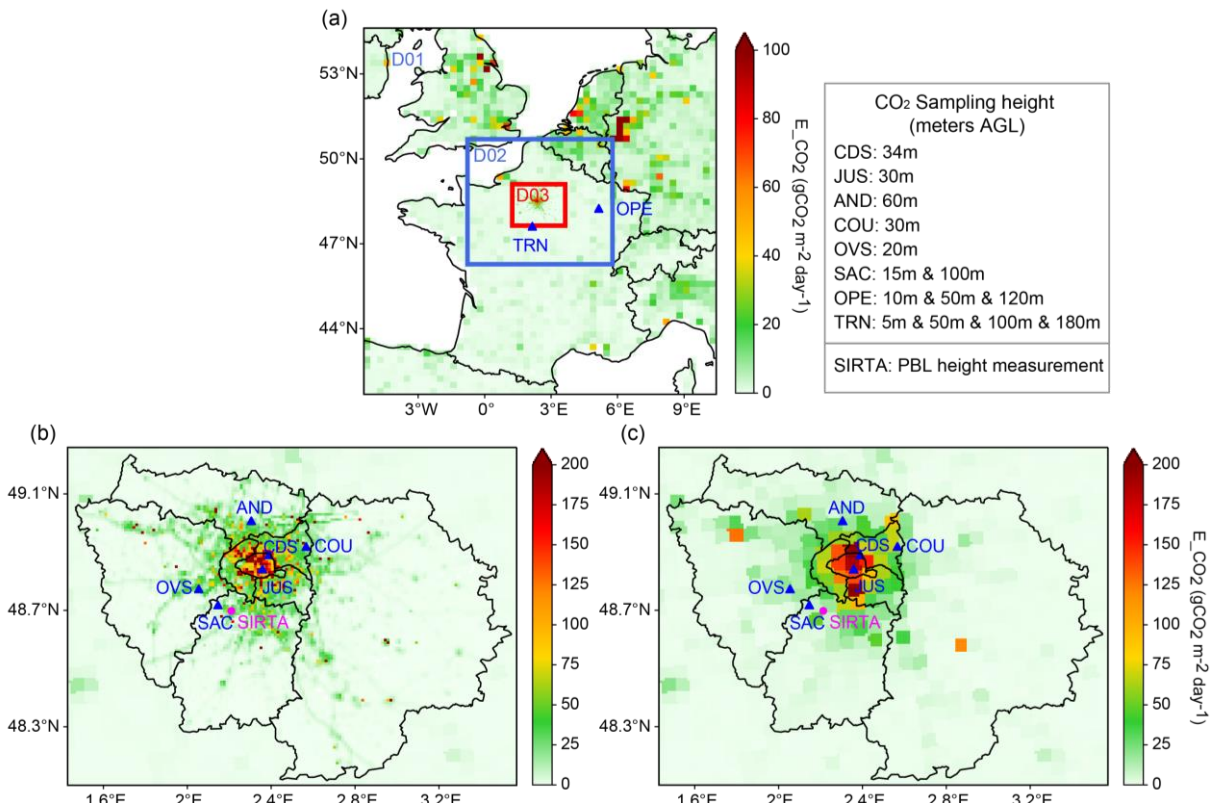 (a)
D01
D02
D03
OPE
TRN
53°N
50°N
47°N
44°N
3°W
0°
3°E
6°E
9°E
100
80
60
40
20
0
E_CO₂ (gCO₂ m-² day-¹)
CO₂ Sampling height
(meters AGL)
CDS: 34m
JUS: 30m
AND: 60m
COU: 30m
OVS: 20m
SAC: 15m & 100m
OPE: 10m & 50m & 120m
TRN: 5m & 50m & 100m & 180m
SIRTA: PBL height measurement
(b)
AND
CDS
COU
JUS
OVS
SAC
SIRTA
49.1°N
48.7°N
48.3°N
1.6°E
2°E
2.4°E
2.8°E
3.2°E
200
175
150
125
100
75
50
25
0
(c)
AND
CDS
COU
JUS
OVS
SAC
SIRTA
1.6°E
2°E
2.4°E
2.8°E
3.2°E
200
175
150
125
100
75
50
25
0
E_CO₂ (gCO₂ m-² day-¹)